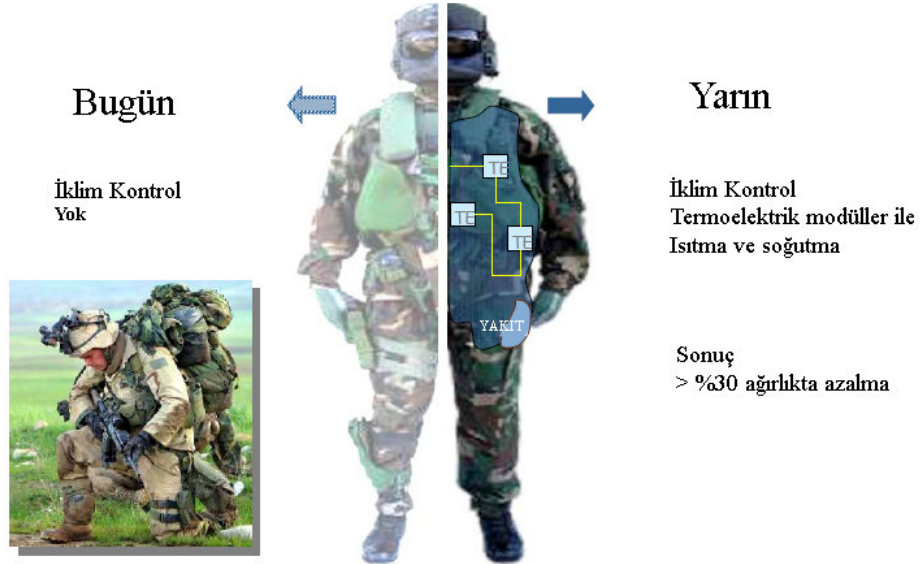 Bugün
İklim Kontrol
Yok
Yarın
İklim Kontrol
Termoelektrik modüller ile
Isıtma ve soğutma
Sonuç
> %30 ağırlıkta azalma
TE
TE
TE
YAKIT